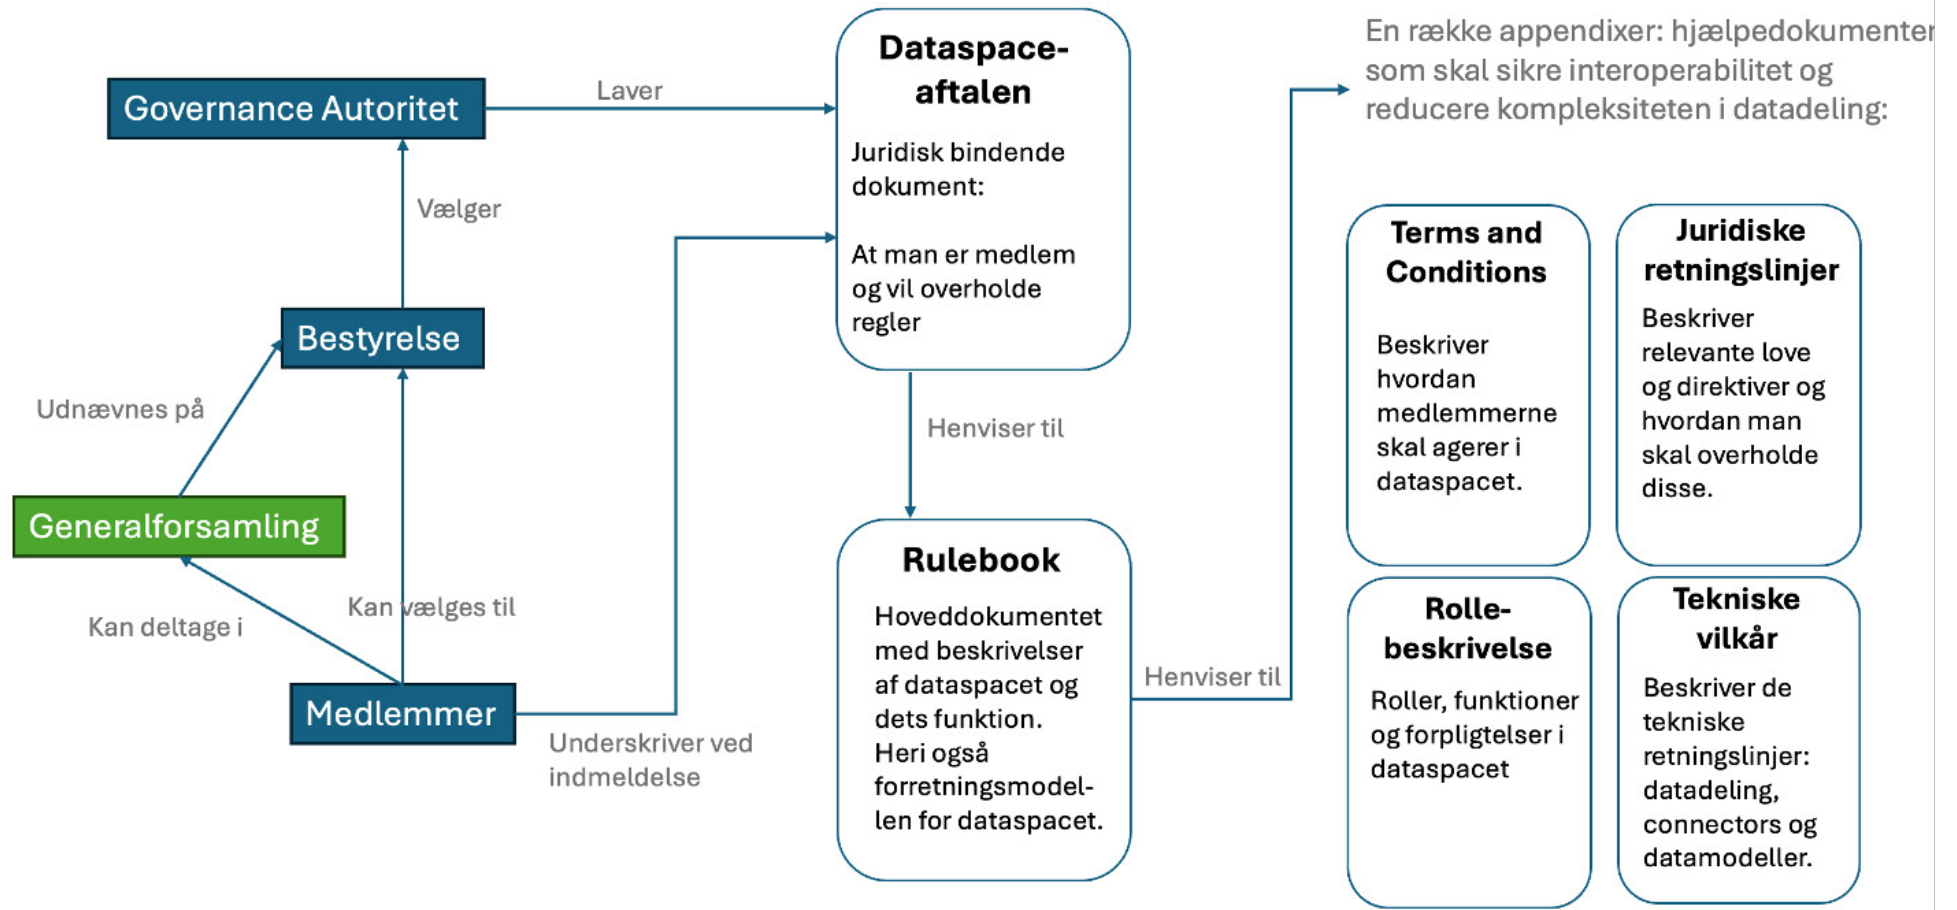 Governance Autoritet
Laver
Vælger
Bestyrelse
Udnævnes på
Generalforsamling
Kan deltage i
Kan vælges til
Medlemmer
Underskriver ved
indmeldelse
Dataspace-
aftalen
Juridisk bindende
dokument:
At man er medlem
og vil overholde
regler
Henviser til
Rulebook
Hoveddokumentet
med beskrivelser
af dataspacet og
dets funktion.
Heri også
forretningsmodel-
len for dataspacet.
Henviser til
En række appendixer: hjælpedokumenter
som skal sikre interoperabilitet og
reducere kompleksiteten i datadeling:
Terms and
Conditions
Beskriver
hvordan
medlemmerne
skal agerer i
dataspacet.
Juridiske
retningslinjer
Beskriver
relevante love
og direktiver og
hvordan man
skal overholde
disse.
Rolle-
beskrivelse
Roller, funktioner
og forpligtelser i
dataspacet
Tekniske
vilkår
Beskriver de
tekniske
retningslinjer:
datadeling,
connectors og
datamodeller.